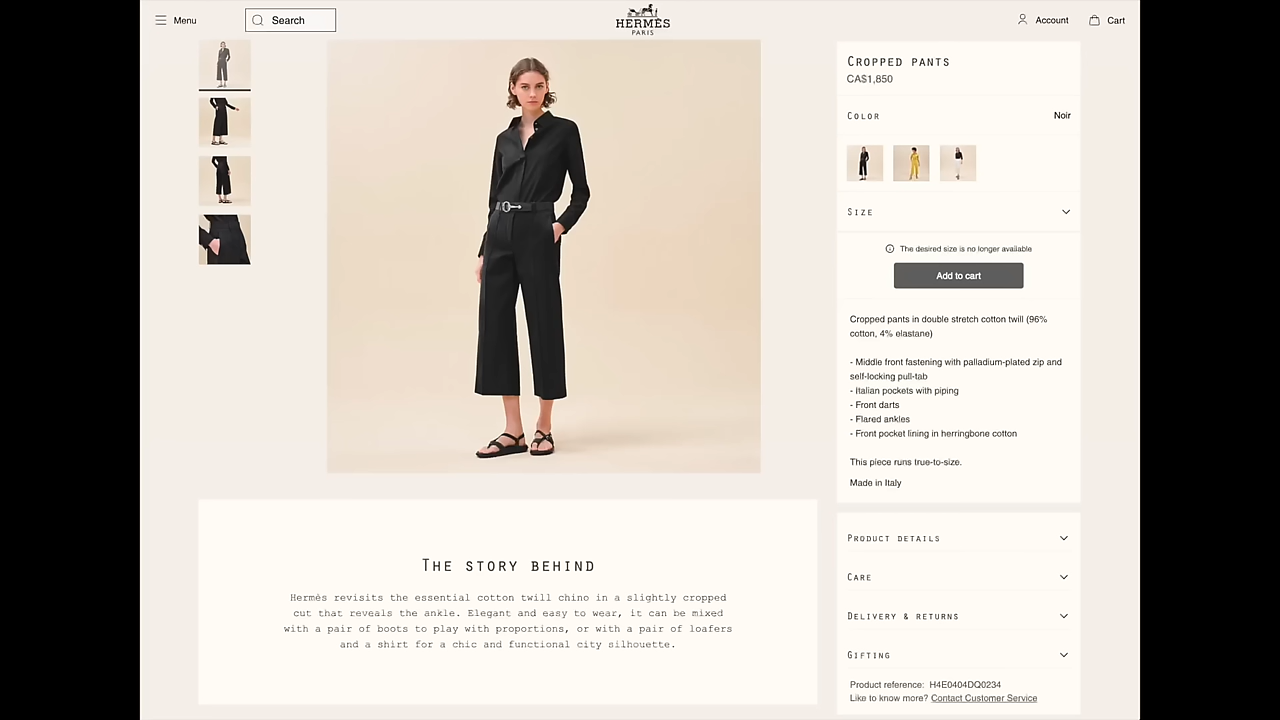 Menu
Search
HERMÈS
PARIS
Account
Cart
CROPPED PANTS
CA$1,850
COLOR
Noir
SIZE
The desired size is no longer available
Add to cart
Cropped pants in double stretch cotton twill (96%
cotton, 4% elastane)
- Middle front fastening with palladium-plated zip and
self-locking pull-tab
- Italian pockets with piping
- Front darts
- Flared ankles
- Front pocket lining in herringbone cotton
This piece runs true-to-size.
Made in Italy
THE STORY BEHIND
Hermès revisits the essential cotton twill chino in a slightly cropped
cut that reveals the ankle. Elegant and easy to wear, it can be mixed
with a pair of boots to play with proportions, or with a pair of loafers
and a shirt for a chic and functional city silhouette.
PRODUCT DETAILS
CARE
DELIVERY & RETURNS
GIFTING
Product reference: H4E0404DQ0234
Like to know more? Contact Customer Service